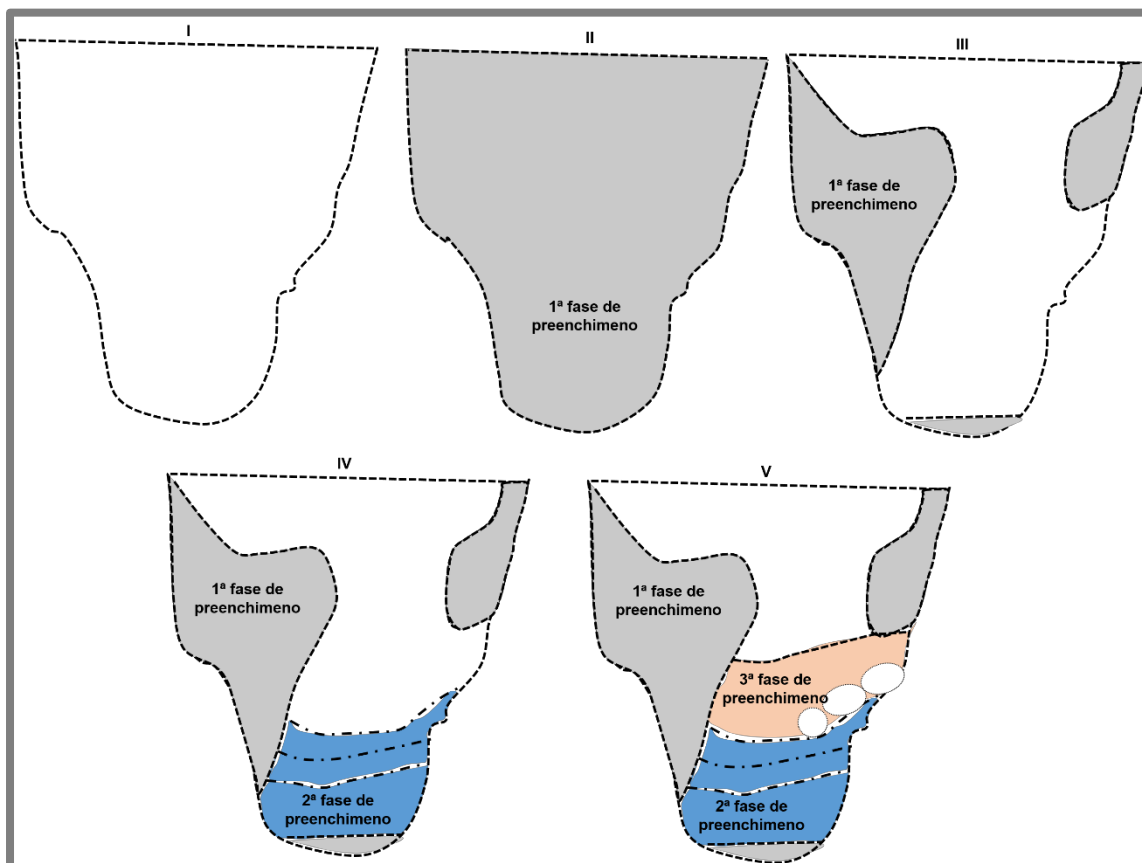 I
II
III
1ª fase de
preenchimeno
1ª fase de
preenchimeno
IV
V
1ª fase de
preenchimeno
2ª fase de
preenchimeno
1ª fase de
preenchimeno
3ª fase de
preenchimeno
2ª fase de
preenchimeno